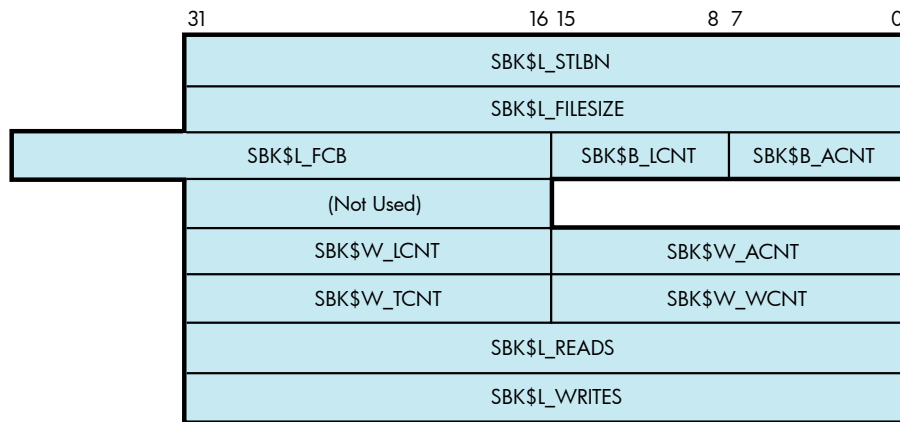 31 16 15 8 7 0
SBK$L_STLBN
SBK$L_FILESIZE
SBK$L_FCB SBK$B_LCNT SBK$B_ACNT
(Not Used)
SBK$W_LCNT SBK$W_ACNT
SBK$W_TCNT SBK$W_WCNT
SBK$L_READS
SBK$L_WRITES